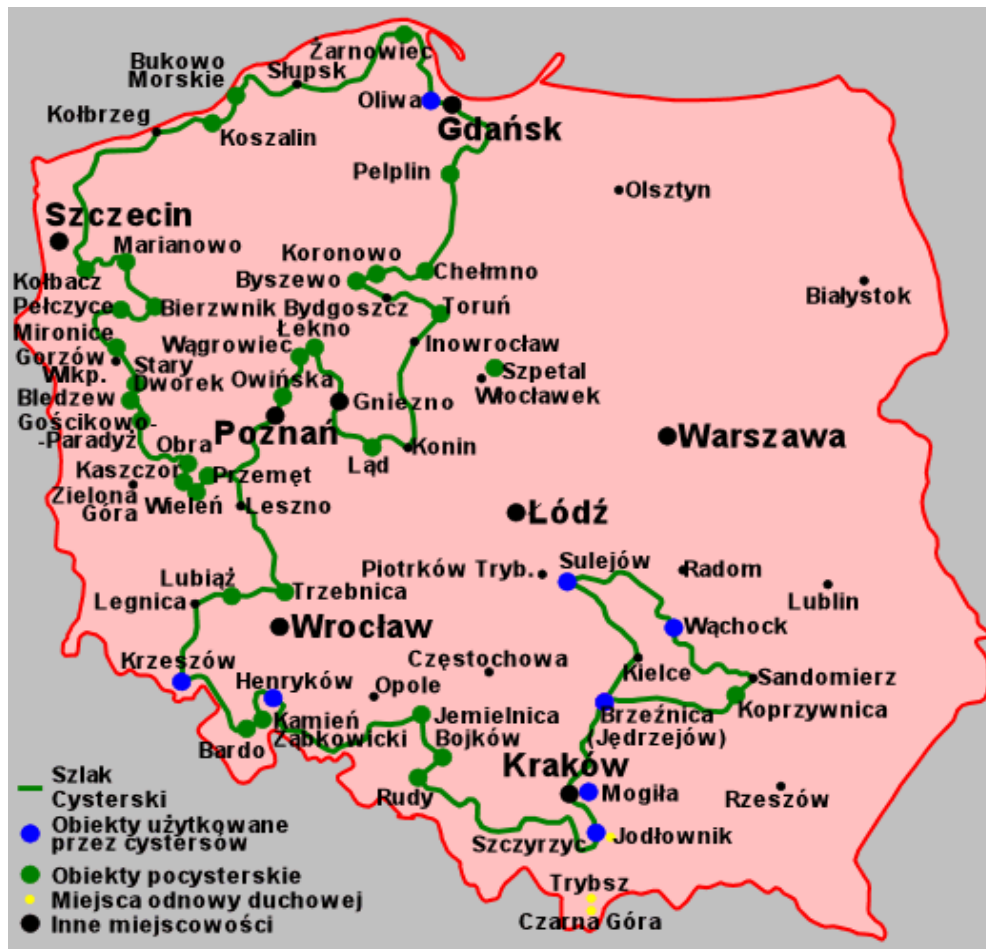 Żarnowiec
Bukowo
Morskie
Słupsk
Oliwa
Kołbrzeg
Koszalin
Gdańsk
Pelplin
Olsztyn
Szczecin
Marianowo
Koronowo
Byszewo
Chełmno
Kołbacz
Pełczyce
Bierzwnik
Bydgoszcz
Toruń
Białystok
Mironice
Łekno
Wągrowiec
Inowrocław
Gorzów
Wlkp.
Stary
Dworek
Owińska
Szpetal
Włocławek
Bledzew
Gniezno
Gościkowo-
-Paradyż
Poznań
Warszawa
Obra
Konin
Ląd
Kaszczor
Przemęt
Zielona
Góra
Wieleń
Leszno
Łódź
Sulejów
Piotrków Tryb.
Radom
Lubiąż
Trzebnica
Legnica
Lublin
Wrocław
Wąchock
Krzeszów
Częstochowa
Kielce
Henryków
Opole
Sandomierz
Kamień
Ząbkowicki
Jemielnica
Brzeźnica
(Jędrzejów)
Koprzywnica
Bardo
Bojków
Kraków
Rudy
Mogiła
Rzeszów
Szczyrzyc
Jodłownik
Trybsz
Czarna Góra
Szlak
Cysterski
Obiekty użytkowane
przez cystersów
Obiekty pocysterskie
Miejsca odnowy duchowej
Inne miejscowości